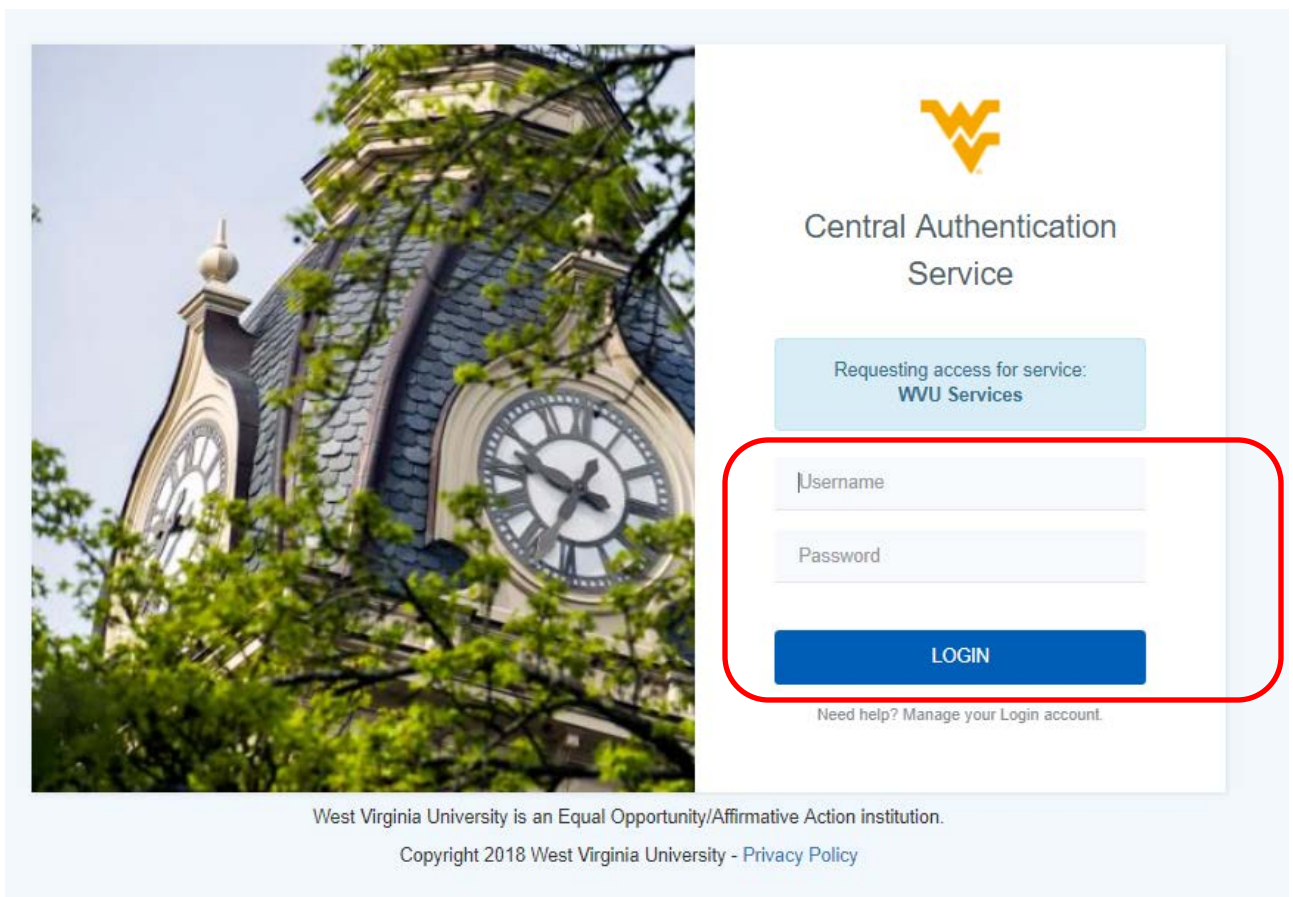 WV
Central Authentication
Service
Requesting access for service:
WVU Services
Username
Password
LOGIN
Need help? Manage your Login account.
West Virginia University is an Equal Opportunity/Affirmative Action institution.
Copyright 2018 West Virginia University - Privacy Policy